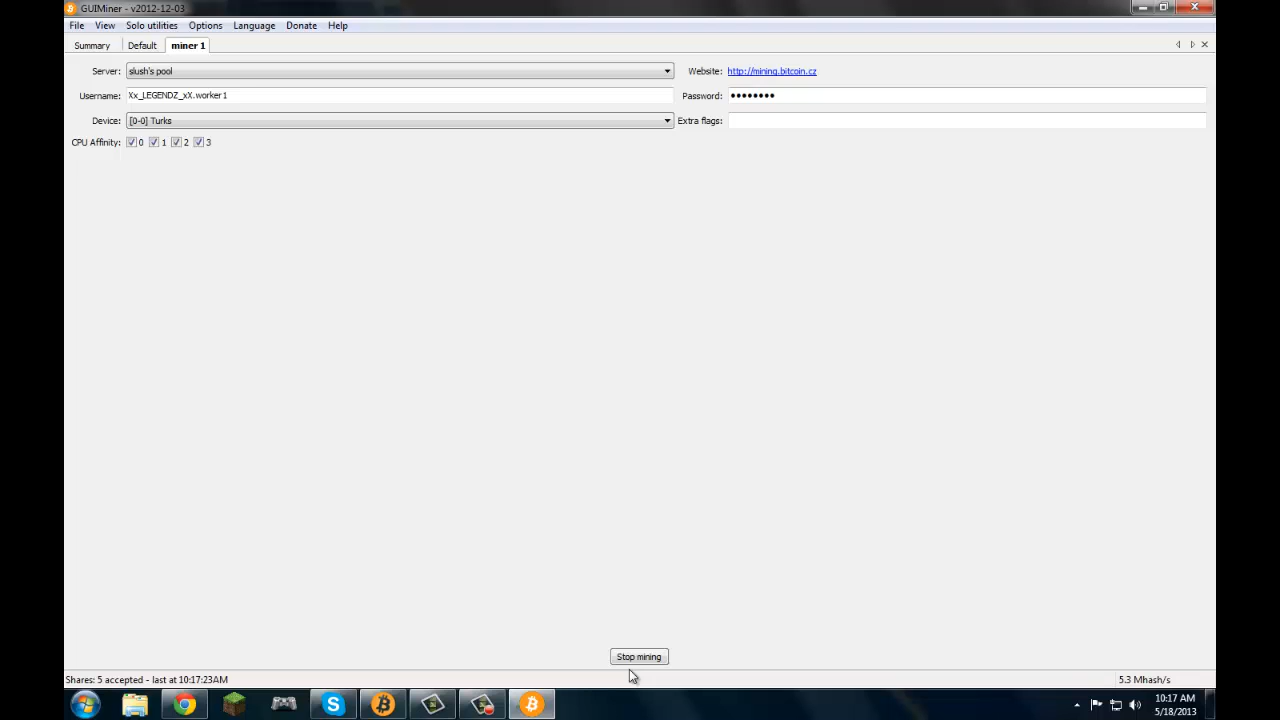 GUIMiner - v2012-12-03
File View Solo utilities Options Language Donate Help
Summary Default miner 1
Server: slush's pool Website: http://mining.bitcoin.cz
Username: Xx_LEGENDZ_xX.worker1 Password: ••••••••
Device: [0-0] Turks Extra flags:
CPU Affinity: 0 1 2 3
Stop mining
Shares: 5 accepted - last at 10:17:23AM 5.3 Mhash/s
10:17 AM
5/18/2013